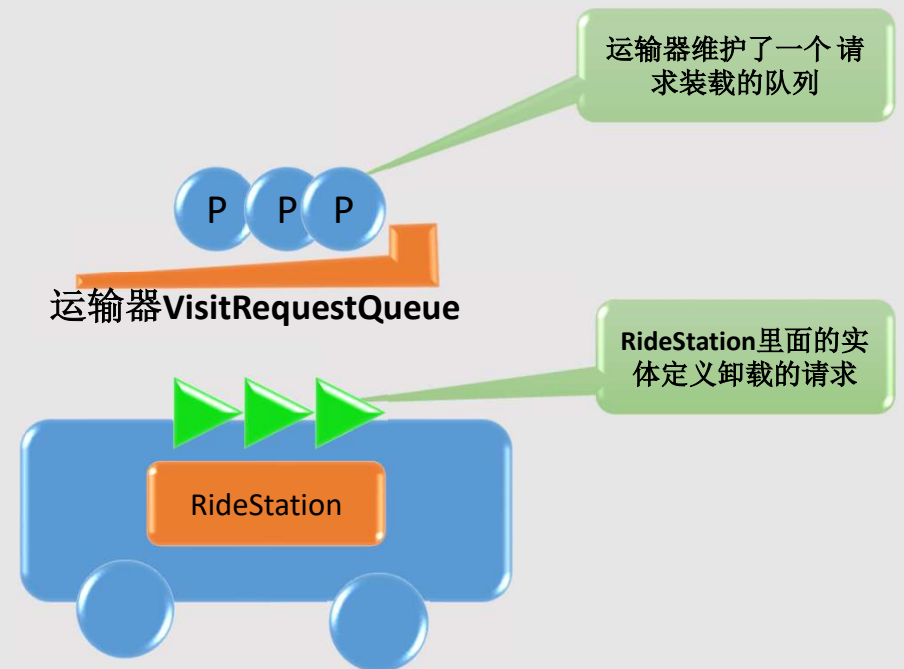 运输器维护了一个 请
求装载的队列
P P P
运输器VisitRequestQueue
RideStation里面的实
体定义卸载的请求
RideStation